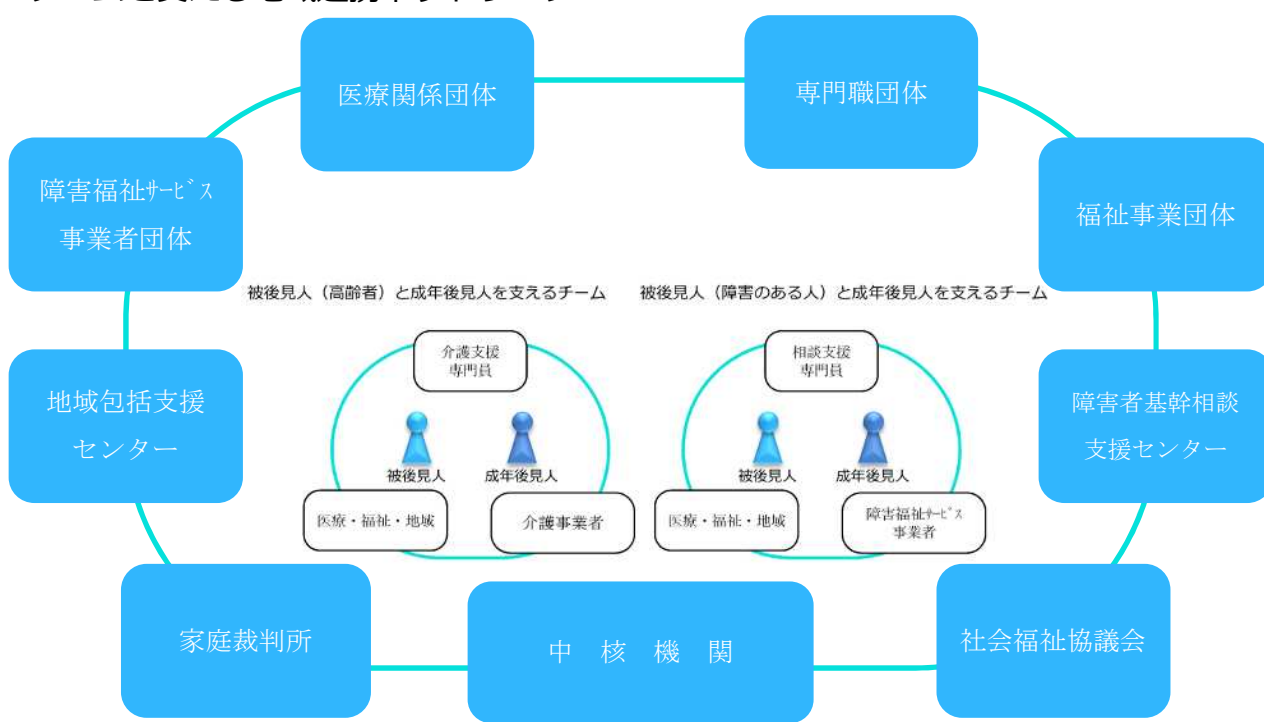 医療関係団体
専門職団体
障害福祉ｻｰﾋﾞｽ
事業者団体
福祉事業団体
被後見人（高齢者）と成年後見人を支えるチーム
被後見人（障害のある人）と成年後見人を支えるチーム
介護支援
専門員
相談支援
専門員
地域包括支援
センター
障害者基幹相談
支援センター
被後見人
成年後見人
被後見人
成年後見人
医療・福祉・地域
介護事業者
医療・福祉・地域
障害福祉ｻｰﾋﾞｽ
事業者
家庭裁判所
中 核 機 関
社会福祉協議会